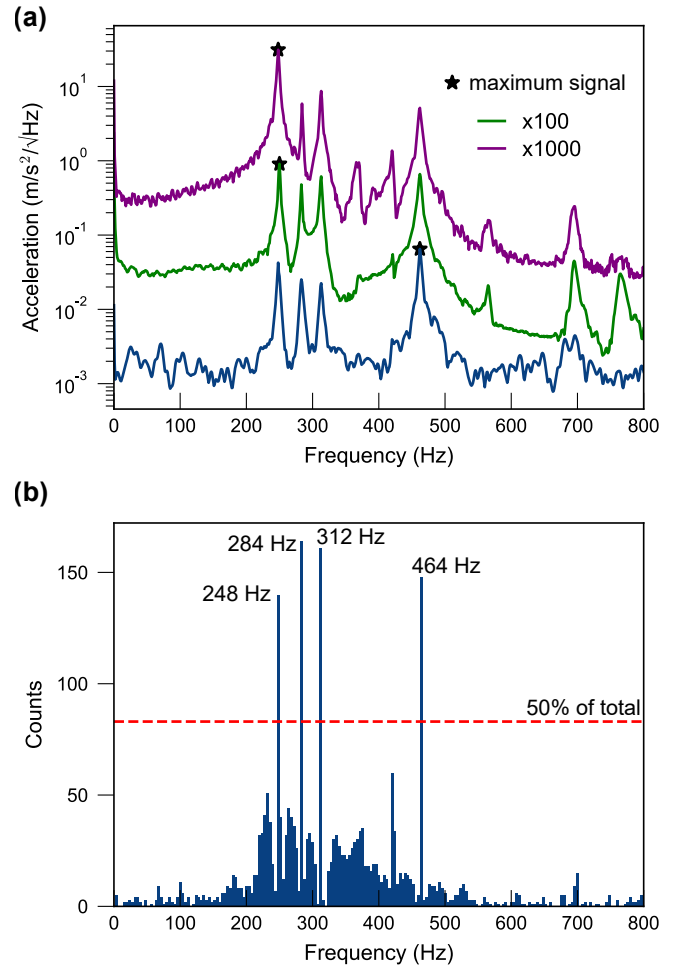 (a)
Acceleration (m/s²/√Hz)
10¹
10⁰
10⁻¹
10⁻²
10⁻³
maximum signal
x100
x1000
0 100 200 300 400 500 600 700 800
Frequency (Hz)
(b)
Counts
150
100
50
0
248 Hz
284 Hz
312 Hz
464 Hz
50% of total
0 100 200 300 400 500 600 700 800
Frequency (Hz)